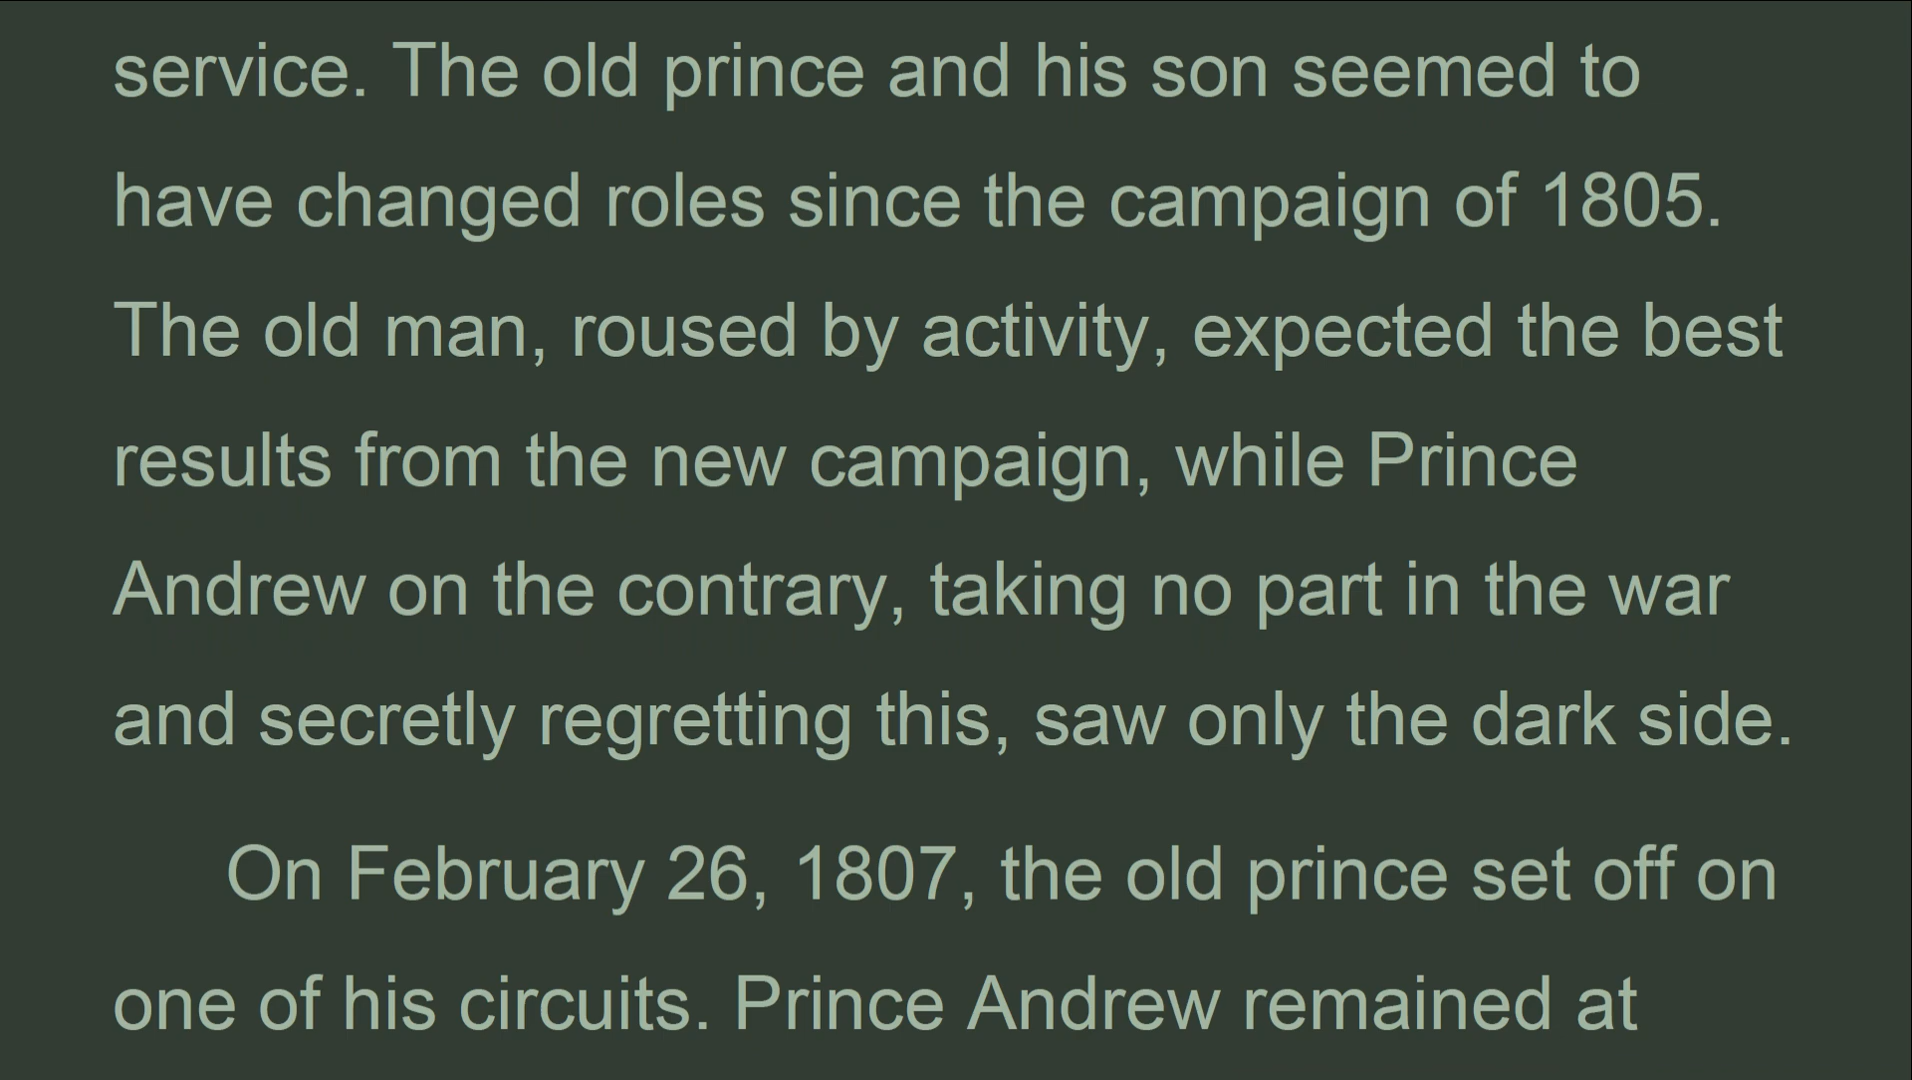 service. The old prince and his son seemed to
have changed roles since the campaign of 1805.
The old man, roused by activity, expected the best
results from the new campaign, while Prince
Andrew on the contrary, taking no part in the war
and secretly regretting this, saw only the dark side.
On February 26, 1807, the old prince set off on
one of his circuits. Prince Andrew remained at